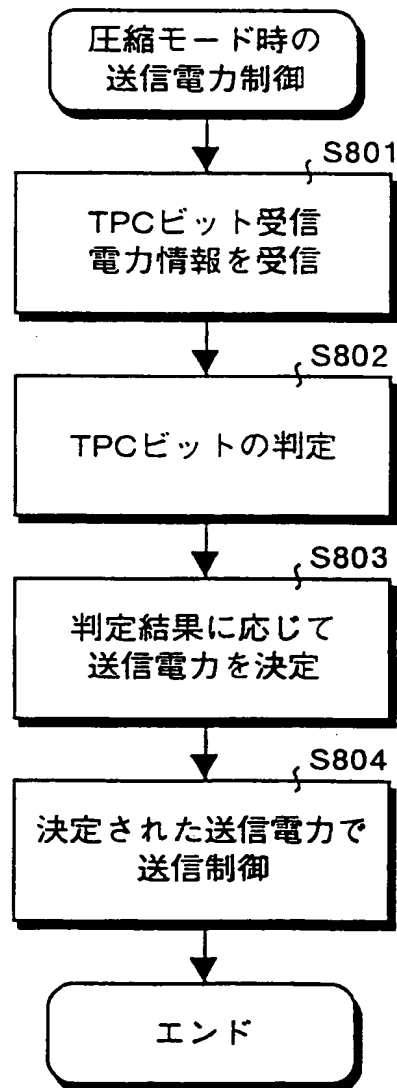 圧縮モード時の
送信電力制御
S801
TPCビット受信
電力情報を受信
S802
TPCビットの判定
S803
判定結果に応じて
送信電力を決定
S804
決定された送信電力で
送信制御
エンド